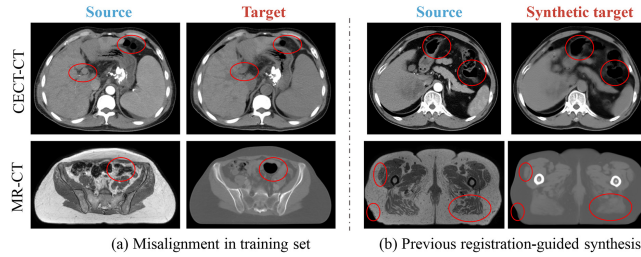 Source Target Source Synthetic target
CECT-CT
MR-CT
(a) Misalignment in training set (b) Previous registration-guided synthesis